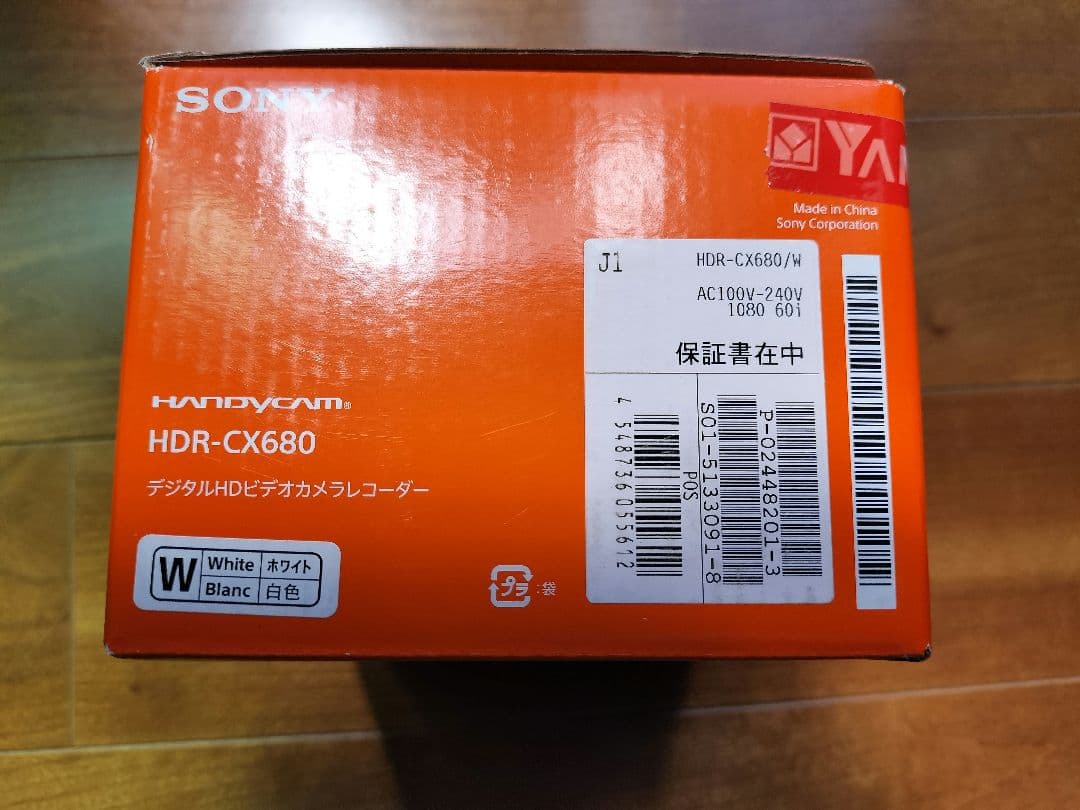 SONY
YA
Made in China
Sony Corporation
J1
HDR-CX680/W
AC100V-240V
1080 60i
保証書在中
4 548736055612
POS
S01-5133091-8
P-02448201-3
HANDYCAM®
HDR-CX680
デジタルHDビデオカメラレコーダー
W
White ホワイト
Blanc 白色
プラ :袋